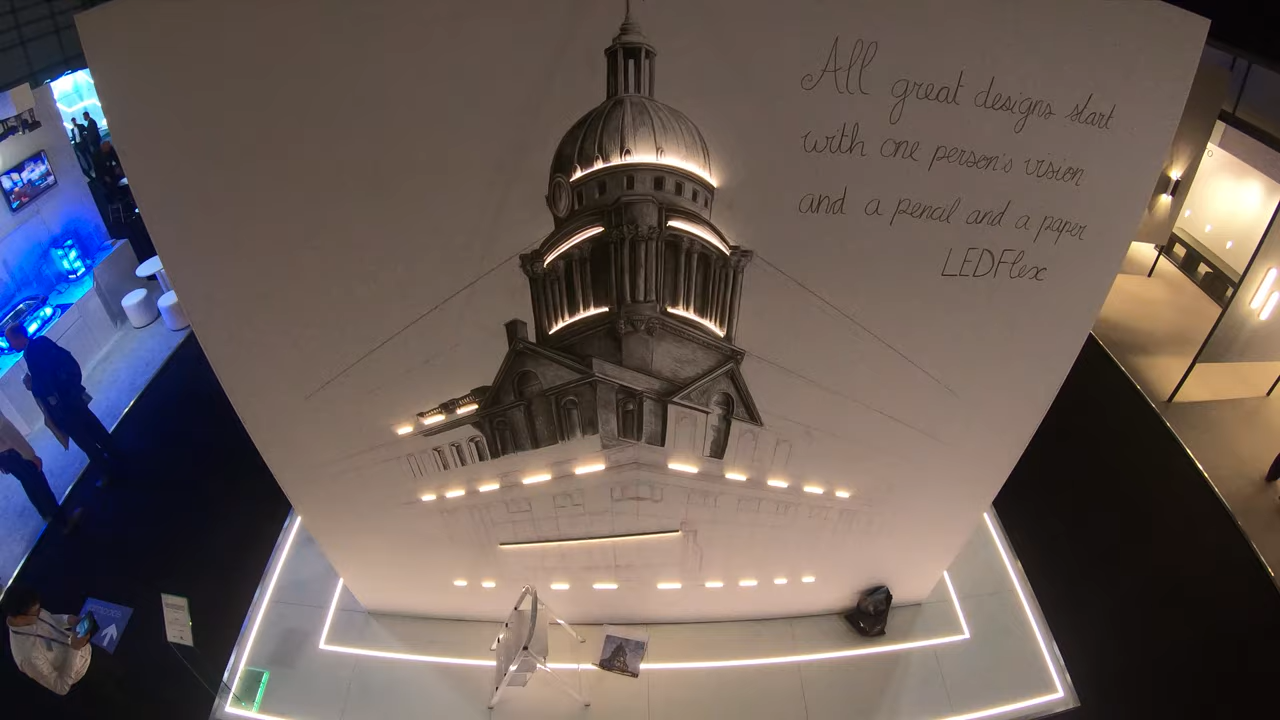 All great designs start
with one person's vision
and a pencil and a paper
LEDFlex